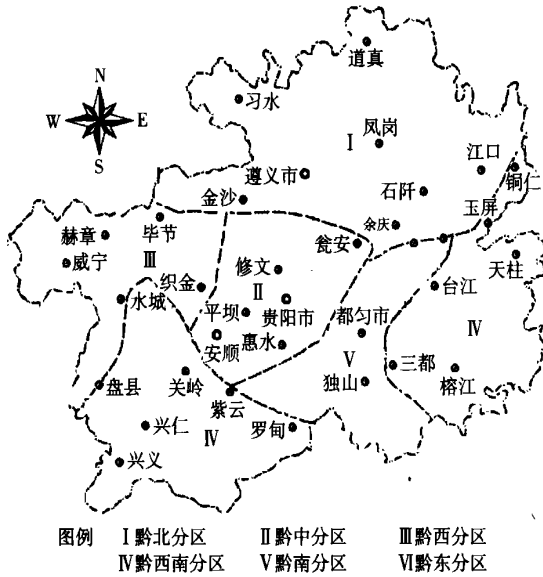 道真
N
W E
S
习水
I 凤岗
江口
铜仁
遵义市
石阡
金沙
玉屏
毕节
余庆
瓮安
赫章
威宁
III
天柱
修文
台江
织金
II
水城
平坝 贵阳市
都匀市
IV
安顺 惠水
V
三都
盘县
关岭
独山
榕江
紫云
兴仁 IV 罗甸
兴义
图例 I黔北分区 II黔中分区 III黔西分区
IV黔西南分区 V黔南分区 VI黔东分区